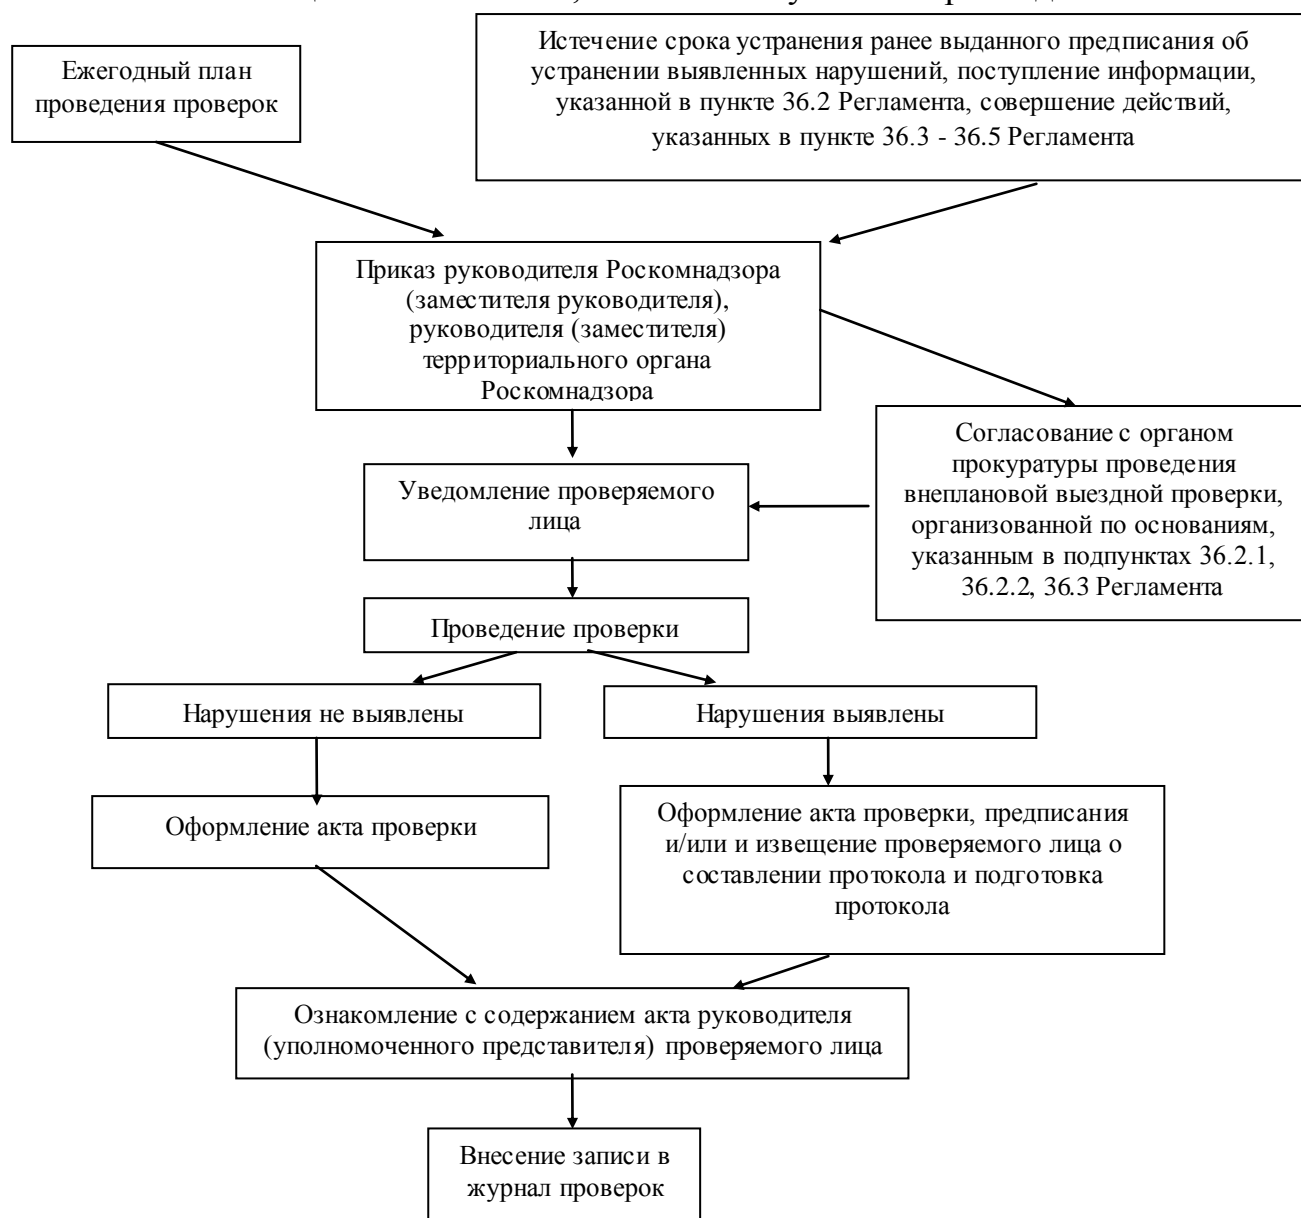 Ежегодный план
проведения проверок
Истечение срока устранения ранее выданного предписания об
устранении выявленных нарушений, поступление информации,
указанной в пункте 36.2 Регламента, совершение действий,
указанных в пункте 36.3 - 36.5 Регламента
Приказ руководителя Роскомнадзора
(заместителя руководителя),
руководителя (заместителя)
территориального органа
Роскомнадзора
Согласование с органом
прокуратуры проведения
внеплановой выездной проверки,
организованной по основаниям,
указанным в подпунктах 36.2.1,
36.2.2, 36.3 Регламента
Уведомление проверяемого
лица
Проведение проверки
Нарушения не выявлены
Нарушения выявлены
Оформление акта проверки
Оформление акта проверки, предписания
и/или и извещение проверяемого лица о
составлении протокола и подготовка
протокола
Ознакомление с содержанием акта руководителя
(уполномоченного представителя) проверяемого лица
Внесение записи в
журнал проверок